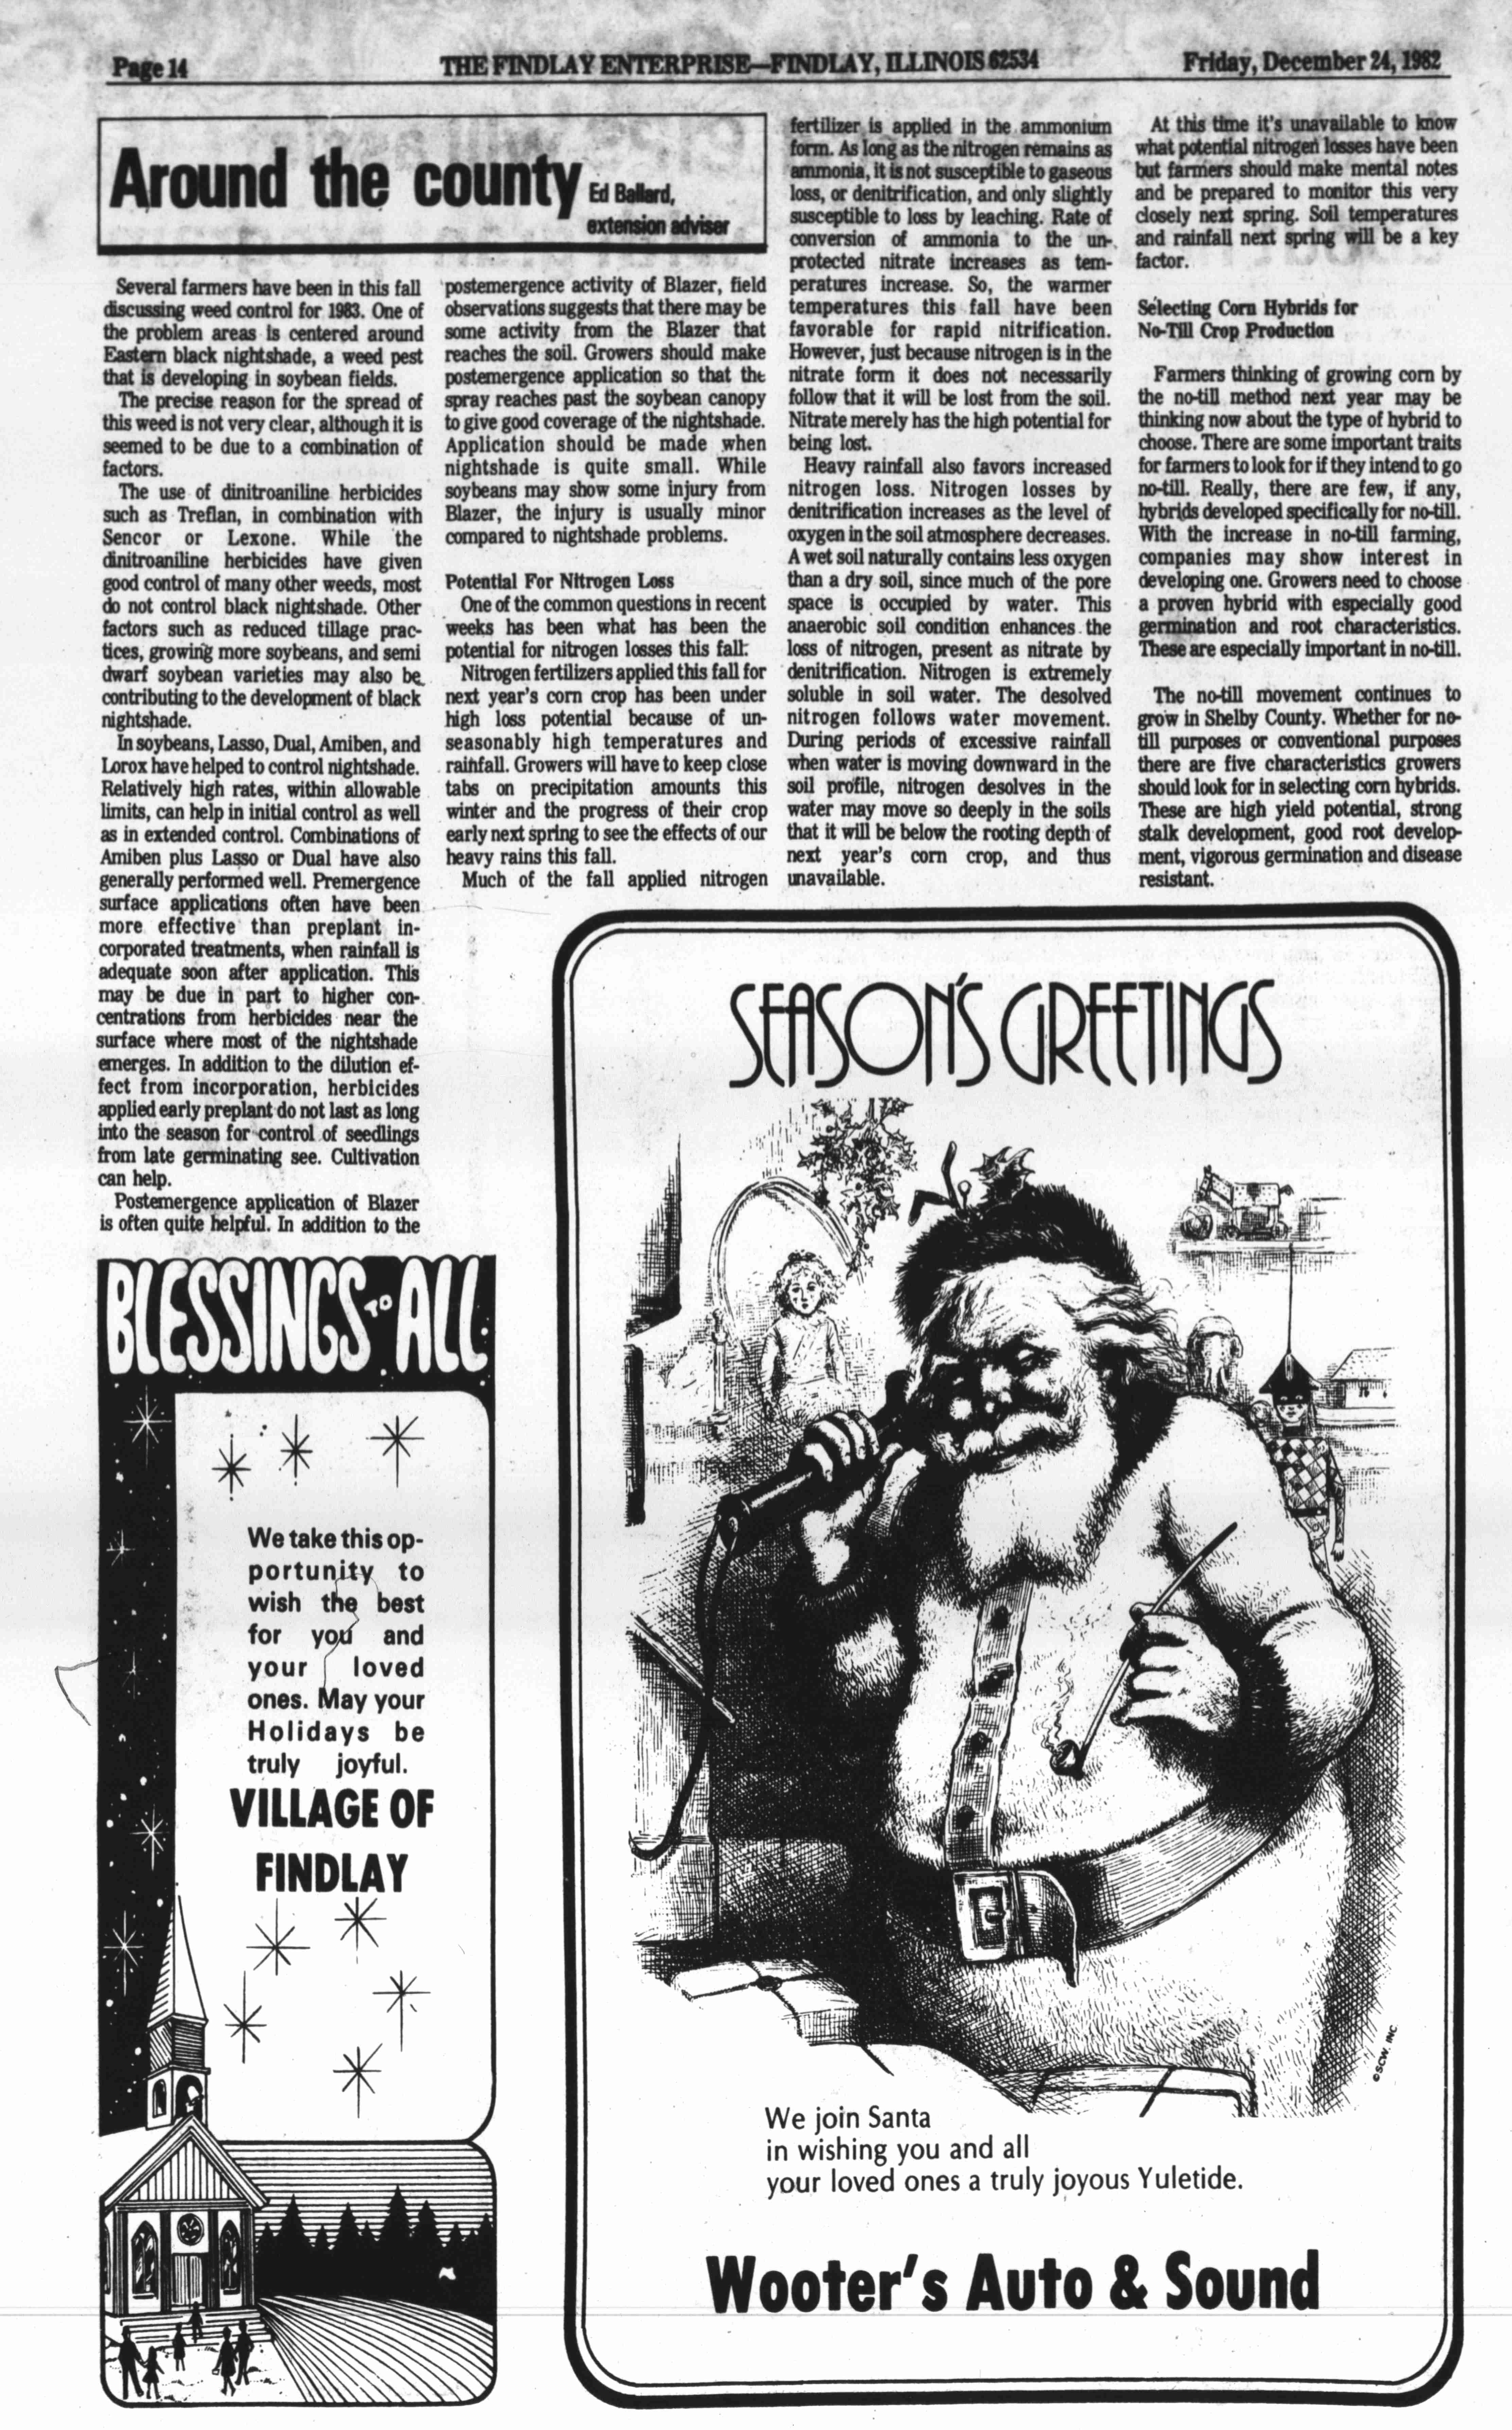 Page 14
THE FINDLAY ENTERPRISE—FINDLAY, ILLINOIS 62534
Friday, December 24, 1982
Around the county
Ed Ballard,
extension adviser
Several farmers have been in this fall
discussing weed control for 1983. One of
the problem areas is centered around
Eastern black nightshade, a weed pest
that is developing in soybean fields.
The precise reason for the spread of
this weed is not very clear, although it is
seemed to be due to a combination of
factors.
The use of dinitroaniline herbicides
such as Treflan, in combination with
Sencor or Lexone. While the
dinitroaniline herbicides have given
good control of many other weeds, most
do not control black nightshade. Other
factors such as reduced tillage prac-
tices, growing more soybeans, and semi
dwarf soybean varieties may also be
contributing to the development of black
nightshade.
In soybeans, Lasso, Dual, Amiben, and
Lorox have helped to control nightshade.
Relatively high rates, within allowable
limits, can help in initial control as well
as in extended control. Combinations of
Amiben plus Lasso or Dual have also
generally performed well. Premergence
surface applications often have been
more effective than preplant in-
corporated treatments, when rainfall is
adequate soon after application. This
may be due in part to higher con-
centrations from herbicides near the
surface where most of the nightshade
emerges. In addition to the dilution ef-
fect from incorporation, herbicides
applied early preplant do not last as long
into the season for control of seedlings
from late germinating see. Cultivation
can help.
Postemergence application of Blazer
is often quite helpful. In addition to the
postemergence activity of Blazer, field
observations suggests that there may be
some activity from the Blazer that
reaches the soil. Growers should make
postemergence application so that the
spray reaches past the soybean canopy
to give good coverage of the nightshade.
Application should be made when
nightshade is quite small. While
soybeans may show some injury from
Blazer, the injury is usually minor
compared to nightshade problems.
Potential For Nitrogen Loss
One of the common questions in recent
weeks has been what has been the
potential for nitrogen losses this fall:
Nitrogen fertilizers applied this fall for
next year's corn crop has been under
high loss potential because of un-
seasonably high temperatures and
rainfall. Growers will have to keep close
tabs on precipitation amounts this
winter and the progress of their crop
early next spring to see the effects of our
heavy rains this fall.
Much of the fall applied nitrogen
fertilizer is applied in the ammonium
form. As long as the nitrogen remains as
ammonia, it is not susceptible to gaseous
loss, or denitrification, and only slightly
susceptible to loss by leaching. Rate of
conversion of ammonia to the un-
protected nitrate increases as tem-
peratures increase. So, the warmer
temperatures this fall have been
favorable for rapid nitrification.
However, just because nitrogen is in the
nitrate form it does not necessarily
follow that it will be lost from the soil.
Nitrate merely has the high potential for
being lost.
Heavy rainfall also favors increased
nitrogen loss. Nitrogen losses by
denitrification increases as the level of
oxygen in the soil atmosphere decreases.
A wet soil naturally contains less oxygen
than a dry soil, since much of the pore
space is occupied by water. This
anaerobic soil condition enhances the
loss of nitrogen, present as nitrate by
denitrification. Nitrogen is extremely
soluble in soil water. The desolved
nitrogen follows water movement.
During periods of excessive rainfall
when water is moving downward in the
soil profile, nitrogen desolves in the
water may move so deeply in the soils
that it will be below the rooting depth of
next year's corn crop, and thus
unavailable.
At this time it's unavailable to know
what potential nitrogen losses have been
but farmers should make mental notes
and be prepared to monitor this very
closely next spring. Soil temperatures
and rainfall next spring will be a key
factor.
Selecting Corn Hybrids for
No-Till Crop Production
Farmers thinking of growing corn by
the no-till method next year may be
thinking now about the type of hybrid to
choose. There are some important traits
for farmers to look for if they intend to go
no-till. Really, there are few, if any,
hybrids developed specifically for no-till.
With the increase in no-till farming,
companies may show interest in
developing one. Growers need to choose
a proven hybrid with especially good
germination and root characteristics.
These are especially important in no-till.
The no-till movement continues to
grow in Shelby County. Whether for no-
till purposes or conventional purposes
there are five characteristics growers
should look for in selecting corn hybrids.
These are high yield potential, strong
stalk development, good root develop-
ment, vigorous germination and disease
resistant.
BLESSINGS TO ALL
We take this op-
portunity to
wish the best
for you and
your loved
ones. May your
Holidays be
truly joyful.
VILLAGE OF
FINDLAY
SEASON'S GREETINGS
©SCW, INC
We join Santa
in wishing you and all
your loved ones a truly joyous Yuletide.
Wooter's Auto & Sound